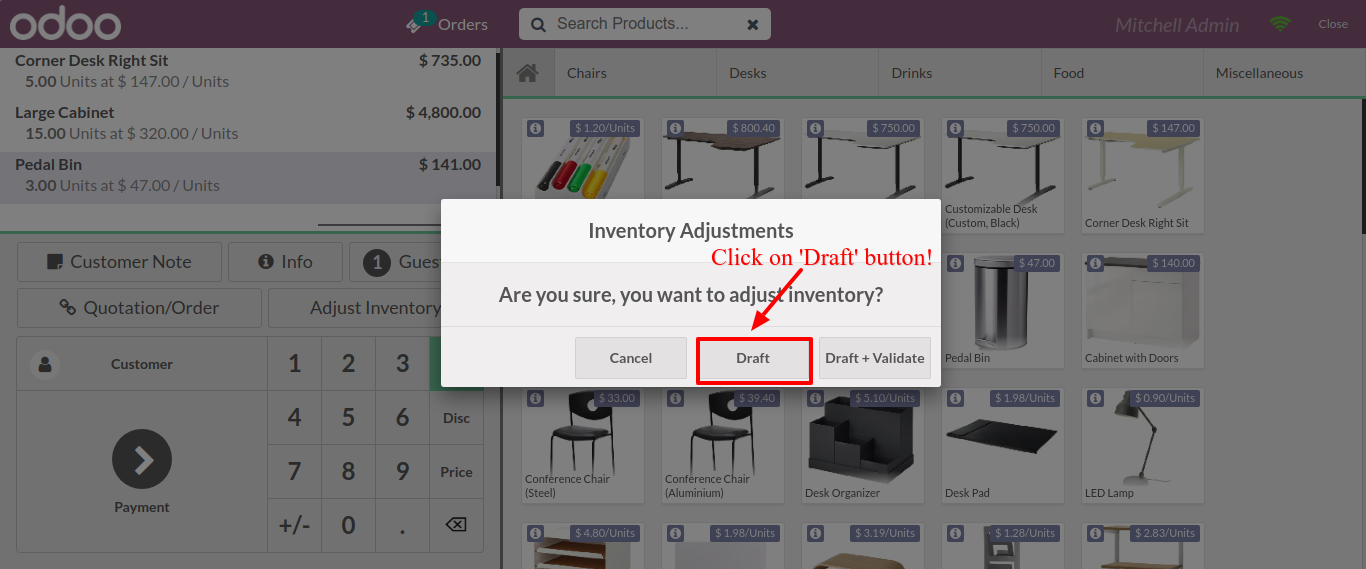 odoo
1
Orders
Search Products...
Mitchell Admin
Close
Corner Desk Right Sit $ 735.00
5.00 Units at $ 147.00 / Units
Large Cabinet $ 4,800.00
15.00 Units at $ 320.00 / Units
Pedal Bin $ 141.00
3.00 Units at $ 47.00 / Units
Customer Note
Info
1 Gues
Quotation/Order
Adjust Inventory
Customer
Payment
1 2 3
4 5 6 Disc
7 8 9 Price
+/- 0 .
Chairs Desks Drinks Food Miscellaneous
$ 1.20/Units $ 800.40 $ 750.00 $ 750.00 $ 147.00
Customizable Desk
(Custom, Black)
Corner Desk Right Sit
Inventory Adjustments
Click on 'Draft' button!
Are you sure, you want to adjust inventory?
Cancel Draft Draft + Validate
$ 47.00 $ 140.00
Pedal Bin Cabinet with Doors
$ 33.00 $ 39.40 $ 5.10/Units $ 1.98/Units $ 0.90/Units
Conference Chair
(Steel)
Conference Chair
(Aluminium)
Desk Organizer
Desk Pad
LED Lamp
$ 4.80/Units $ 1.98/Units $ 3.19/Units $ 1.28/Units $ 2.83/Units